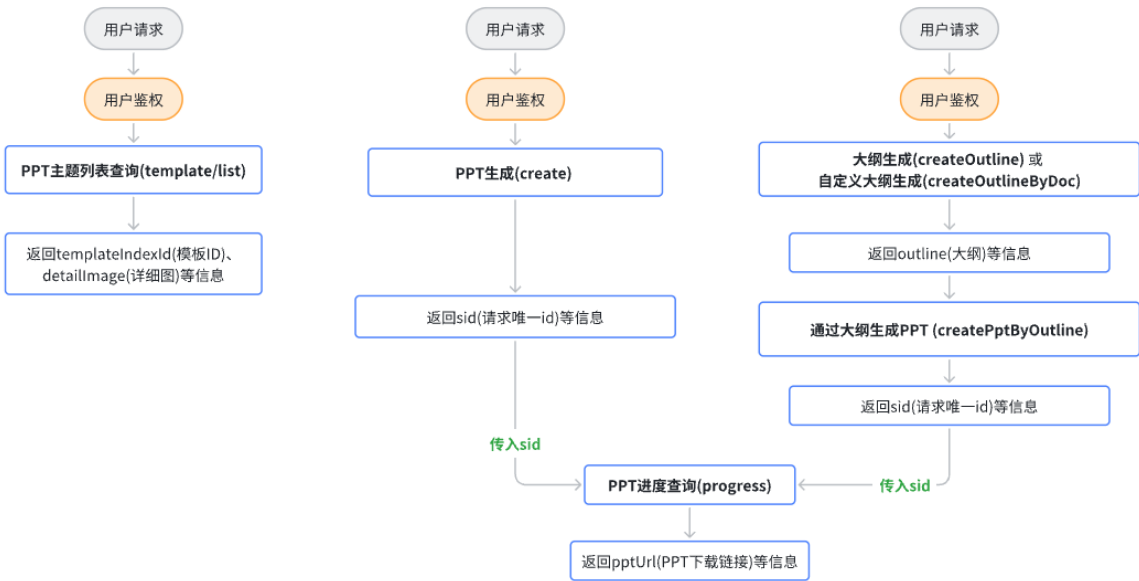 用户请求
用户鉴权
PPT主题列表查询(template/list)
返回templateIndexId(模板ID)、
detailImage(详细图)等信息
用户请求
用户鉴权
PPT生成(create)
返回sid(请求唯一id)等信息
传入sid
用户请求
用户鉴权
大纲生成(createOutline) 或
自定义大纲生成(createOutlineByDoc)
返回outline(大纲)等信息
通过大纲生成PPT (createPptByOutline)
返回sid(请求唯一id)等信息
传入sid
PPT进度查询(progress)
返回pptUrl(PPT下载链接)等信息